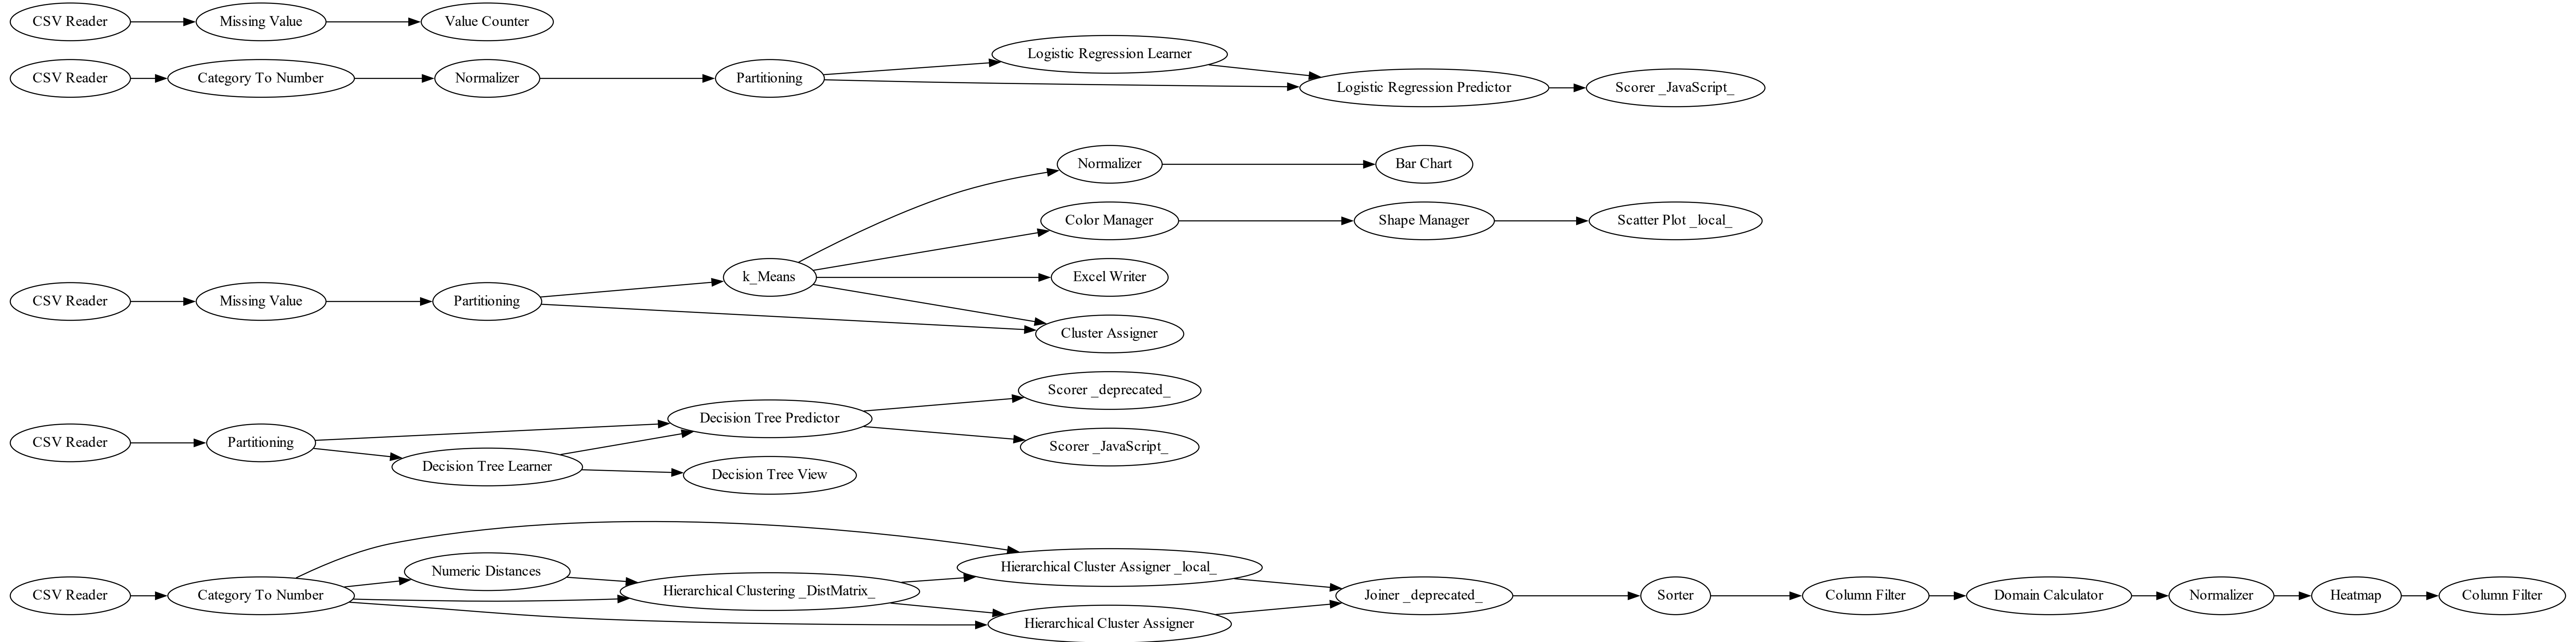 CSV Reader
Missing Value
Value Counter
CSV Reader
Category To Number
Normalizer
Partitioning
Logistic Regression Learner
Logistic Regression Predictor
Scorer _JavaScript_
CSV Reader
Missing Value
Partitioning
k_Means
Normalizer
Bar Chart
Color Manager
Shape Manager
Scatter Plot _local_
Excel Writer
Cluster Assigner
CSV Reader
Partitioning
Decision Tree Learner
Decision Tree Predictor
Decision Tree View
Scorer _deprecated_
Scorer _JavaScript_
CSV Reader
Category To Number
Numeric Distances
Hierarchical Clustering _DistMatrix_
Hierarchical Cluster Assigner _local_
Hierarchical Cluster Assigner
Joiner _deprecated_
Sorter
Column Filter
Domain Calculator
Normalizer
Heatmap
Column Filter